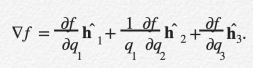 ∇f = ∂f/∂q₁ ĥ₁ + 1/q₁ ∂f/∂q₂ ĥ₂ + ∂f/∂q₃ ĥ₃.